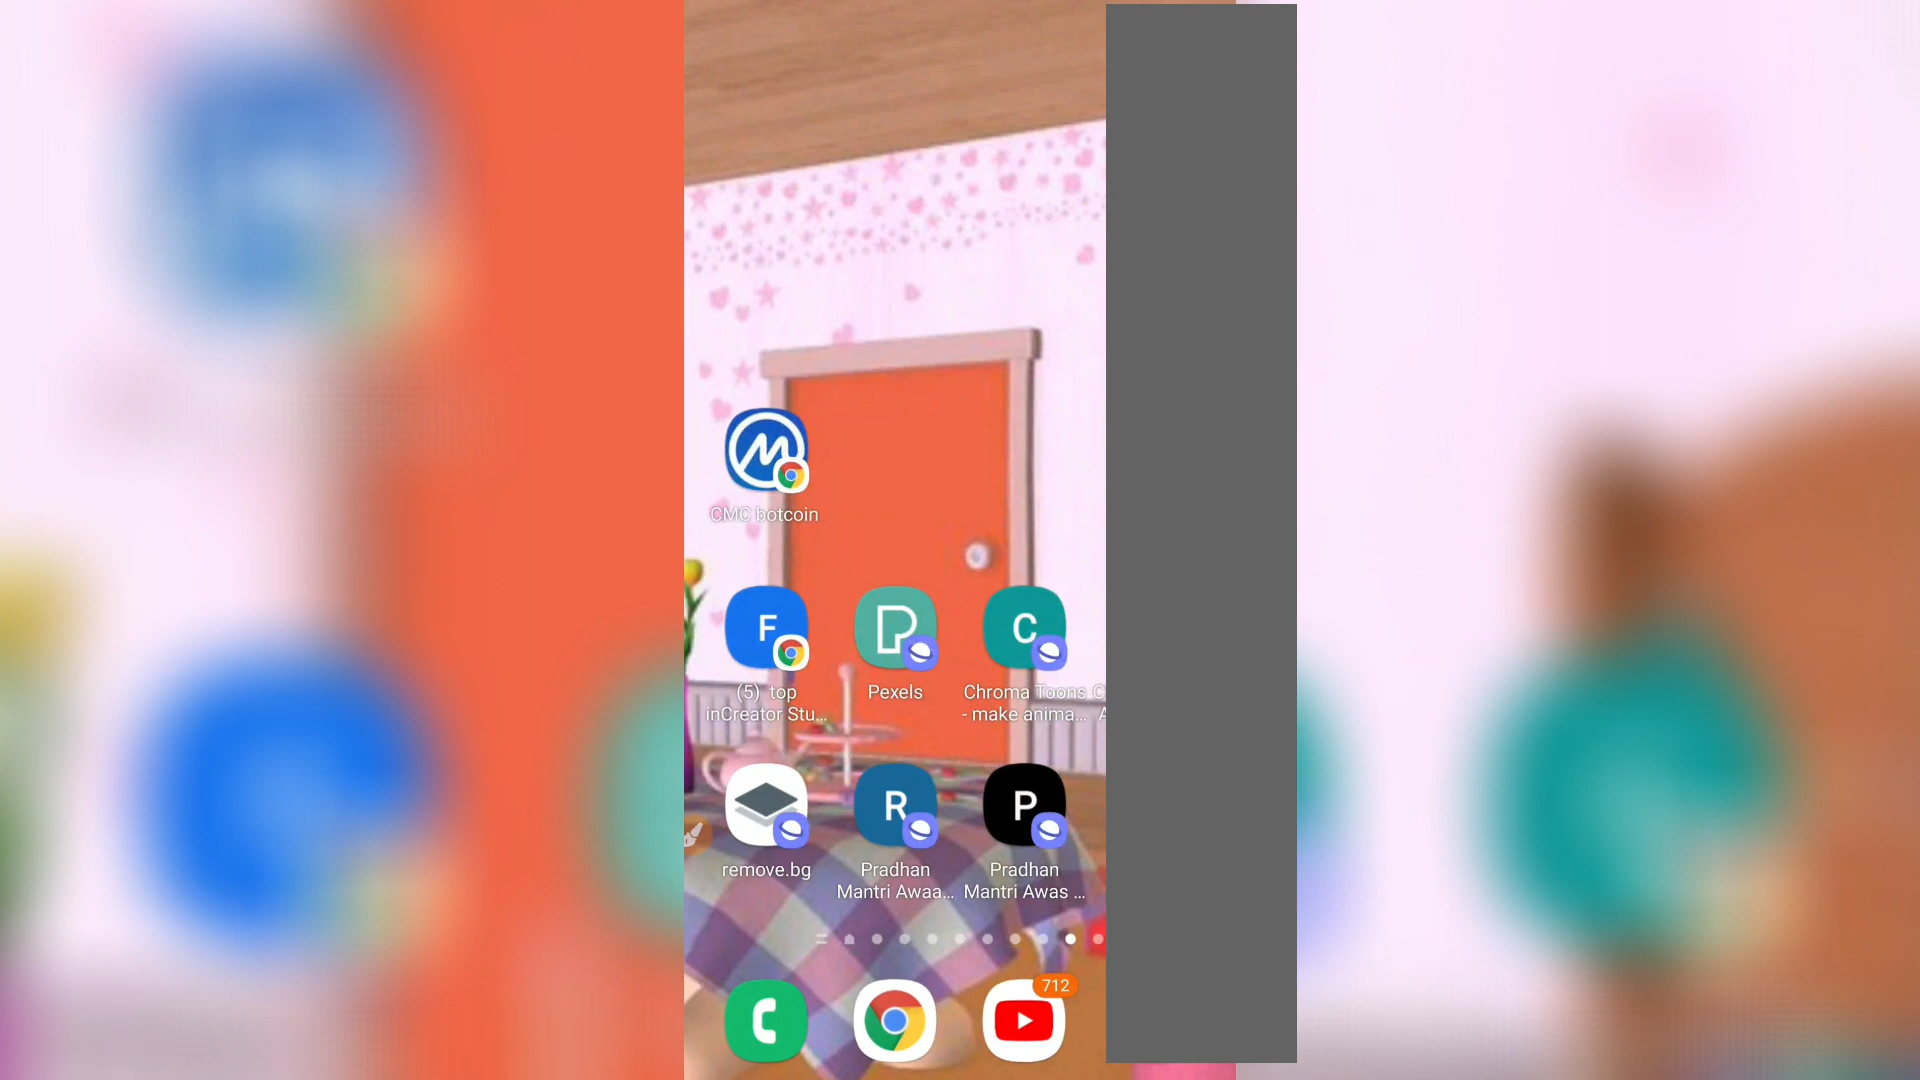 CMC botcoin
F
C
(5) top
inCreator Stu...
Pexels
Chroma Toons
- make anima...
R
P
remove.bg
Pradhan
Mantri Awaa...
Pradhan
Mantri Awas ...
712